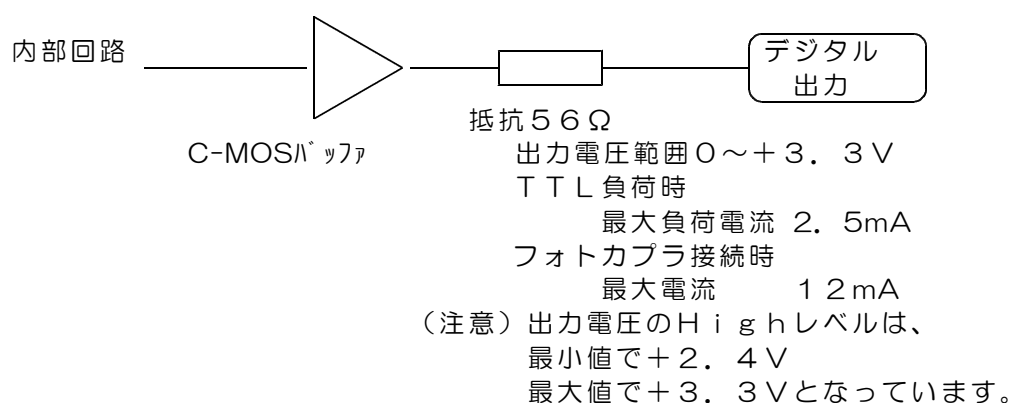 内部回路
デジタル
出力
抵抗５６Ω
C-MOSﾊﾞｯﾌｧ
出力電圧範囲０～＋３．３Ｖ
ＴＴＬ負荷時
最大負荷電流 ２．５mA
フォトカプラ接続時
最大電流　　１２mA
（注意）出力電圧のＨｉｇｈレベルは、
最小値で＋２．４Ｖ
最大値で＋３．３Ｖとなっています。